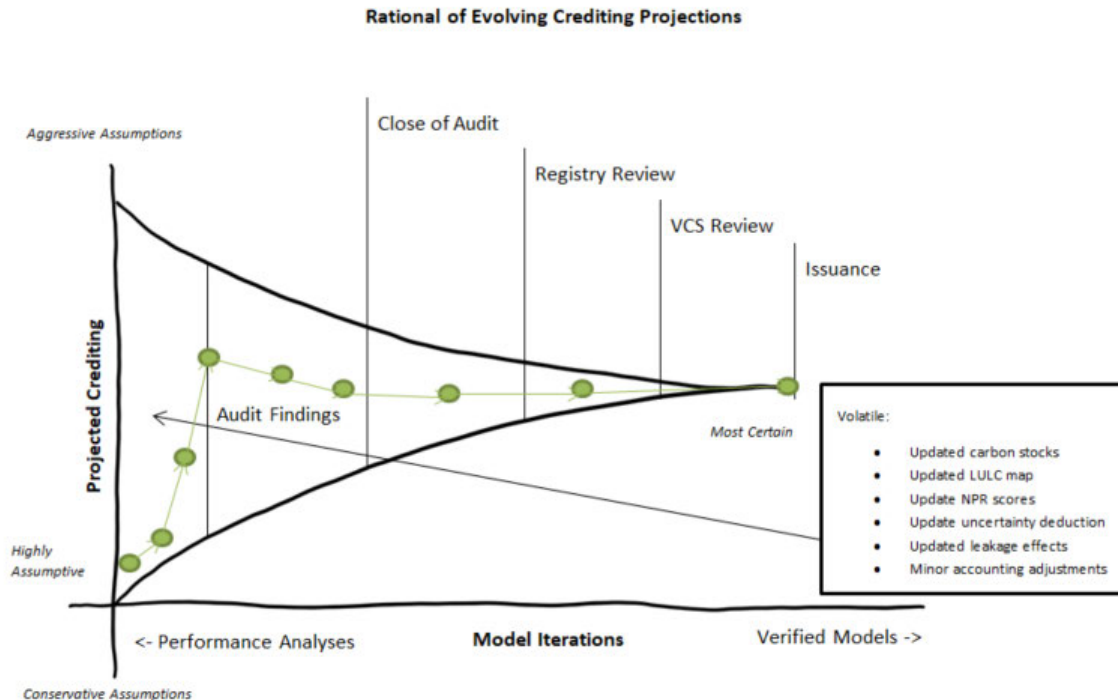 Rational of Evolving Crediting Projections
Aggressive Assumptions
Close of Audit
Registry Review
VCS Review
Issuance
Projected Crediting
Audit Findings
Most Certain
Volatile:
• Updated carbon stocks
• Updated LULC map
• Update NPR scores
• Update uncertainty deduction
• Updated leakage effects
• Minor accounting adjustments
Highly
Assumptive
<- Performance Analyses
Model Iterations
Verified Models ->
Conservative Assumptions